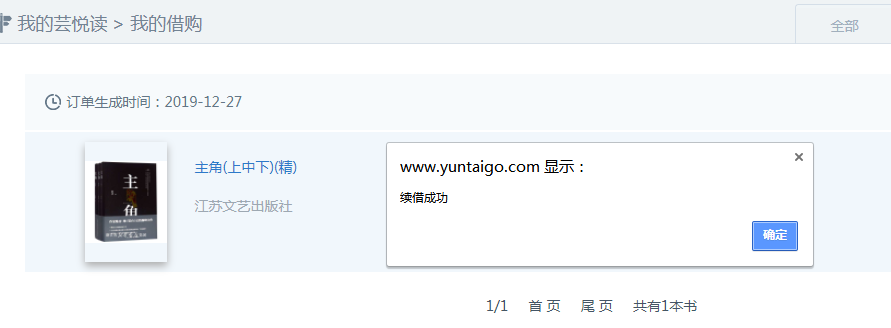 我的芸悦读 > 我的借购
全部
订单生成时间：2019-12-27
主角
主角(上中下)(精)
江苏文艺出版社
www.yuntaigo.com 显示：
续借成功
确定
1/1 首 页 尾 页 共有1本书